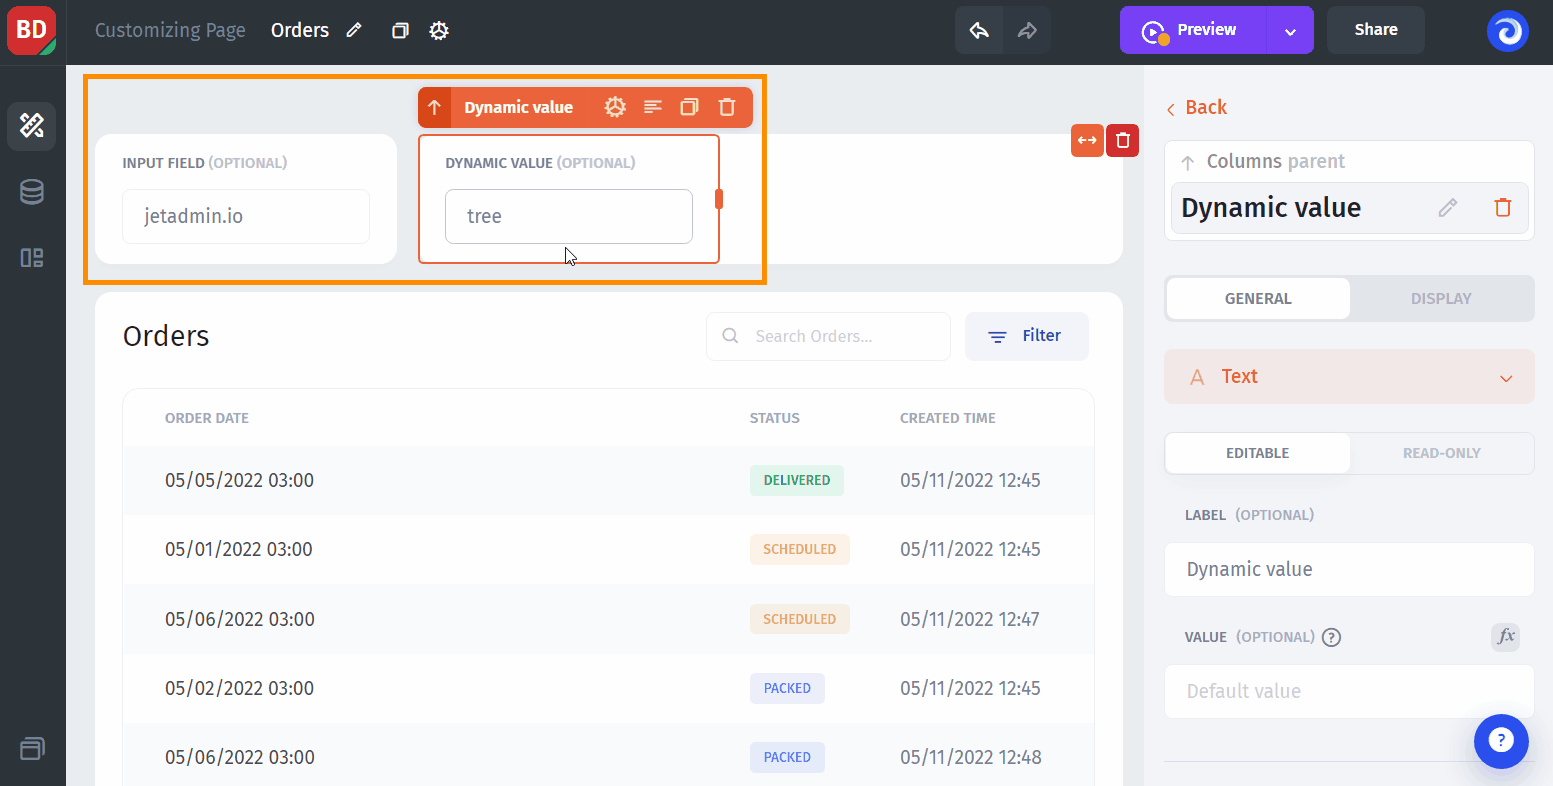 BD Customizing Page Orders Preview Share
Dynamic value
INPUT FIELD (OPTIONAL) DYNAMIC VALUE (OPTIONAL)
jetadmin.io tree
Orders Search Orders... Filter
ORDER DATE STATUS CREATED TIME
05/05/2022 03:00 DELIVERED 05/11/2022 12:45
05/01/2022 03:00 SCHEDULED 05/11/2022 12:45
05/06/2022 03:00 SCHEDULED 05/11/2022 12:47
05/02/2022 03:00 PACKED 05/11/2022 12:45
05/06/2022 03:00 PACKED 05/11/2022 12:48
Back
Columns parent
Dynamic value
GENERAL DISPLAY
A Text
EDITABLE READ-ONLY
LABEL (OPTIONAL)
Dynamic value
VALUE (OPTIONAL) ? fx
Default value
?